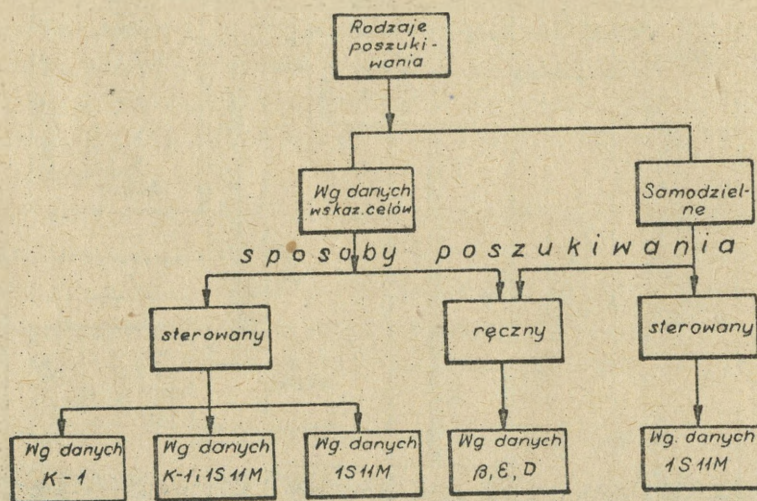 Rodzaje
poszuki-
wania
Wg danych
wskaz.celów
Samodziel-
ne
sposoby poszukiwania
sterowany
ręczny
sterowany
Wg danych
K-1
Wg danych
K-1 i 1S11M
Wg. danych
1S11M
Wg danych
β, ε, D
Wg. danych
1S11M